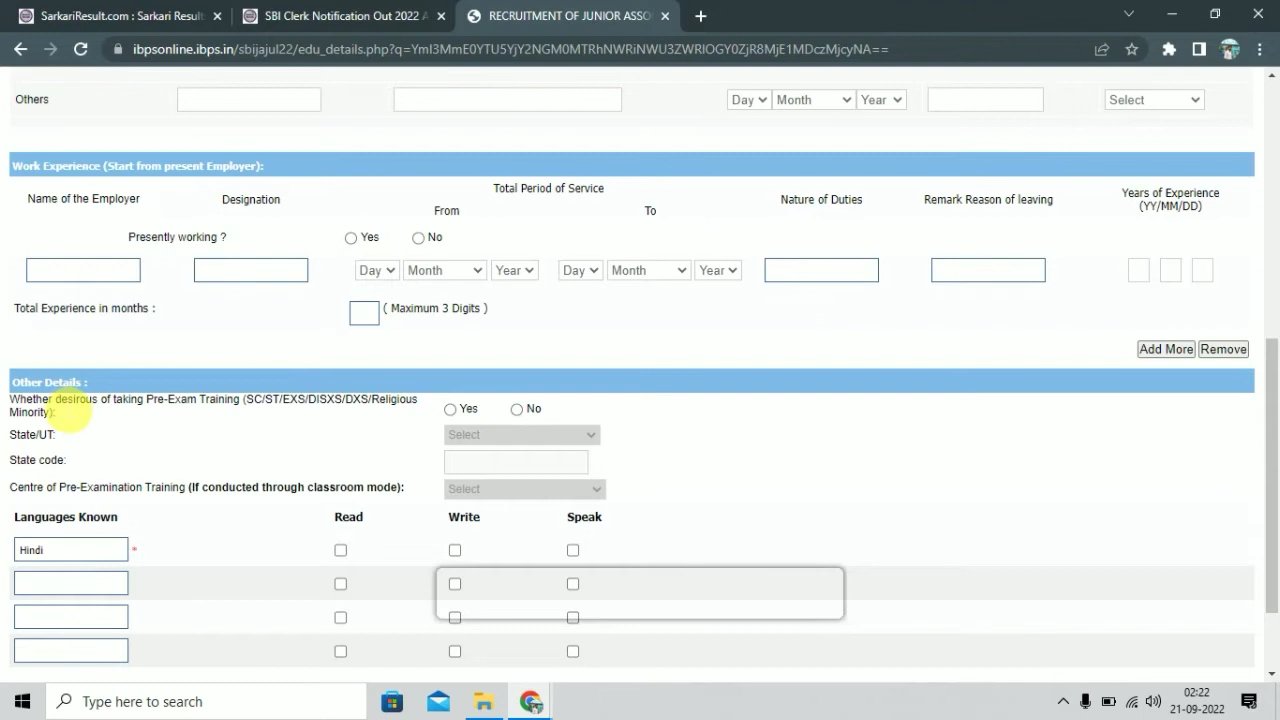 SarkariResult.com : Sarkari Result
SBI Clerk Notification Out 2022 A
RECRUITMENT OF JUNIOR ASSO
ibpsonline.ibps.in/sbijajul22/edu_details.php?q=YmI3MmE0YTU5YjY2NGM0MTRhNWRiNWU3ZWRlOGY0ZjR8MjE1MDczMjcyNA==
Others Day Month Year Select
Work Experience (Start from present Employer):
Name of the Employer Designation Total Period of Service Nature of Duties Remark Reason of leaving Years of Experience
(YY/MM/DD)
From To
Presently working ? Yes No
Day Month Year Day Month Year
Total Experience in months : ( Maximum 3 Digits )
Add More Remove
Other Details :
Whether desirous of taking Pre-Exam Training (SC/ST/EXS/DISXS/DXS/Religious
Minority): Yes No
State/UT: Select
State code:
Centre of Pre-Examination Training (If conducted through classroom mode): Select
Languages Known Read Write Speak
Hindi *
Type here to search
02:22
21-09-2022